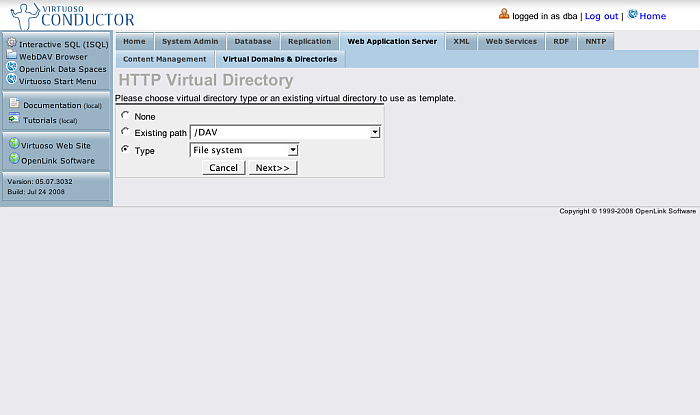 VIRTUOSO
CONDUCTOR
logged in as dba | Log out | Home
Interactive SQL (ISQL)
WebDAV Browser
OpenLink Data Spaces
Virtuoso Start Menu
Documentation (local)
Tutorials (local)
Virtuoso Web Site
OpenLink Software
Version: 05.07.3032
Build: Jul 24 2008
Home System Admin Database Replication Web Application Server XML Web Services RDF NNTP
Content Management Virtual Domains & Directories
HTTP Virtual Directory
Please choose virtual directory type or an existing virtual directory to use as template.
None
Existing path /DAV
Type File system
Cancel Next>>
Copyright © 1999-2008 OpenLink Software